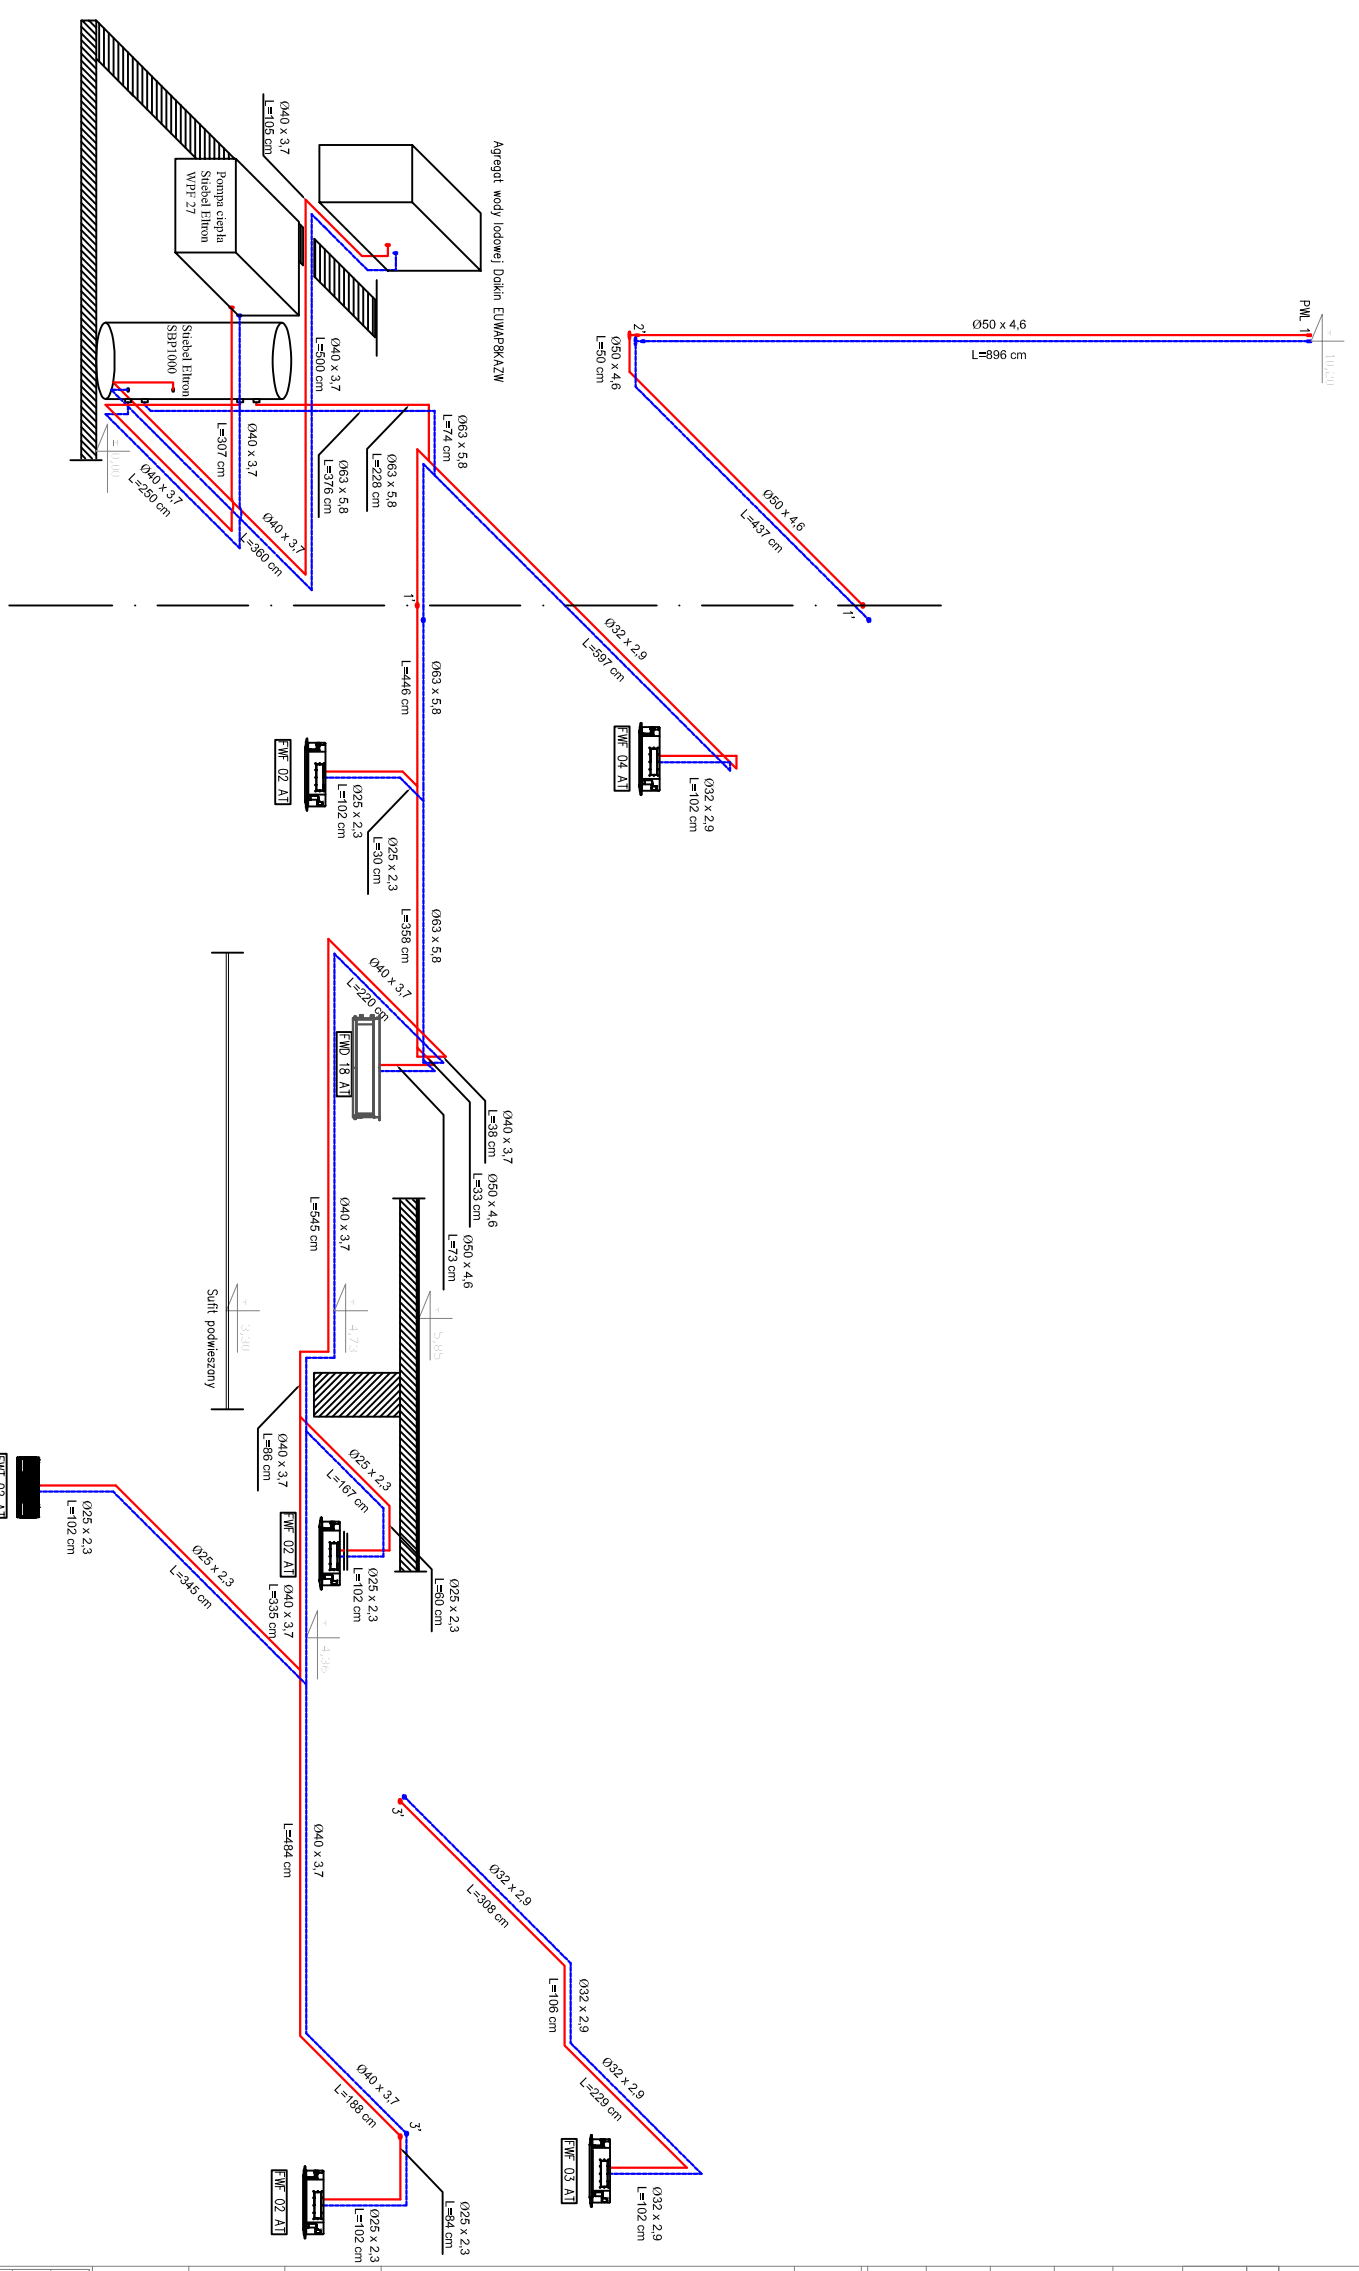 PWL 1'
10,20
Ø50 x 4,6
L=896 cm
2'
Ø50 x 4,6
L=50 cm
Ø50 x 4,6
L=437 cm
1'
Agregat wody lodowej Daikin EUWAP8KAZW
Ø40 x 3,7
L=105 cm
Pompa ciepła
Stiebel Eltron
WPF 27
Stiebel Eltron
SBP1000
Ø40 x 3,7
L=500 cm
Ø63 x 5,8
L=74 cm
Ø63 x 5,8
L=228 cm
Ø63 x 5,8
L=376 cm
Ø40 x 3,7
L=307 cm
Ø40 x 3,7
L=250 cm
Ø40 x 3,7
L=360 cm
1'
Ø32 x 2,9
L=597 cm
FWF 04 AT
Ø32 x 2,9
L=102 cm
Ø63 x 5,8
L=446 cm
FWF 02 AT
Ø25 x 2,3
L=102 cm
Ø25 x 2,3
L=30 cm
Ø63 x 5,8
L=358 cm
Ø40 x 3,7
L=220 cm
FWD 18 AT
Ø40 x 3,7
L=38 cm
Ø50 x 4,6
L=33 cm
Ø50 x 4,6
L=73 cm
Ø40 x 3,7
L=545 cm
5,85
4,73
3,30
Sufit podwieszany
Ø40 x 3,7
L=86 cm
Ø25 x 2,3
L=167 cm
FWF 02 AT
Ø25 x 2,3
L=102 cm
Ø25 x 2,3
L=60 cm
Ø40 x 3,7
L=335 cm
4,36
Ø25 x 2,3
L=102 cm
Ø25 x 2,3
L=345 cm
Ø40 x 3,7
L=484 cm
3'
Ø32 x 2,9
L=308 cm
Ø32 x 2,9
L=106 cm
Ø32 x 2,9
L=229 cm
FWF 03 AT
Ø32 x 2,9
L=102 cm
Ø40 x 3,7
L=188 cm
3'
FWF 02 AT
Ø25 x 2,3
L=102 cm
Ø25 x 2,3
L=84 cm